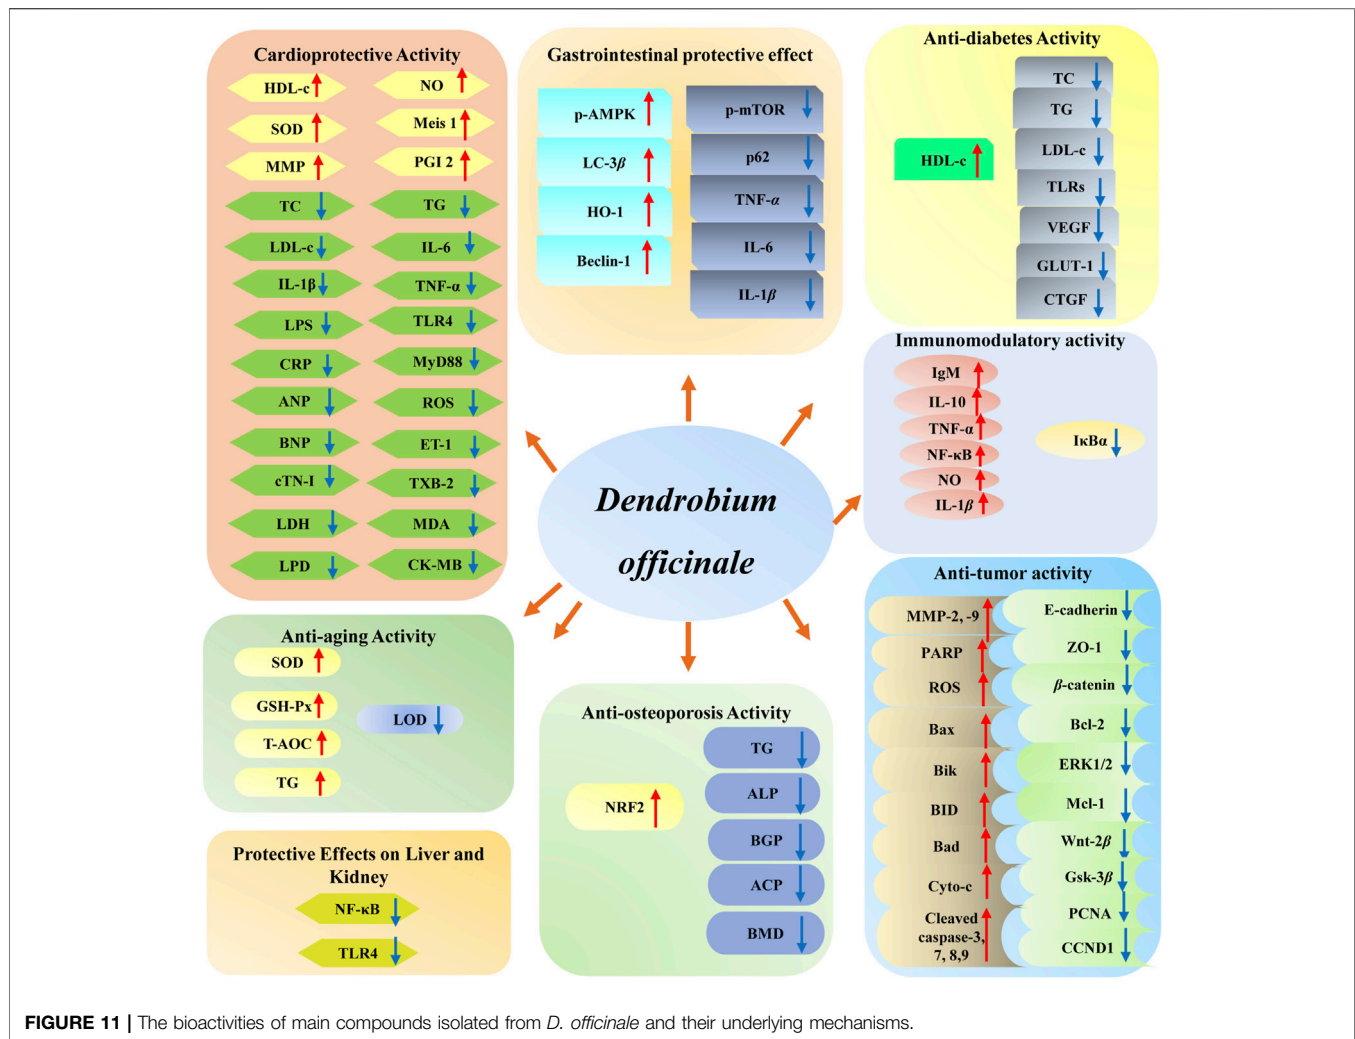 Cardioprotective Activity
HDL-c
NO
SOD
Meis 1
MMP
PGI 2
TC
TG
LDL-c
IL-6
IL-1β
TNF-α
LPS
TLR4
CRP
MyD88
ANP
ROS
BNP
ET-1
cTN-I
TXB-2
LDH
MDA
LPD
CK-MB
Gastrointestinal protective effect
p-AMPK
LC-3β
HO-1
Beclin-1
p-mTOR
p62
TNF-α
IL-6
IL-1β
Anti-diabetes Activity
HDL-c
TC
TG
LDL-c
TLRs
VEGF
GLUT-1
CTGF
Immunomodulatory activity
IgM
IL-10
TNF-α
NF-κB
NO
IL-1β
IκBα
Dendrobium
officinale
Anti-aging Activity
SOD
GSH-Px
T-AOC
TG
LOD
Protective Effects on Liver and
Kidney
NF-κB
TLR4
Anti-osteoporosis Activity
NRF2
TG
ALP
BGP
ACP
BMD
Anti-tumor activity
MMP-2, -9
PARP
ROS
Bax
Bik
BID
Bad
Cyto-c
Cleaved
caspase-3,
7, 8,9
E-cadherin
ZO-1
β-catenin
Bcl-2
ERK1/2
Mcl-1
Wnt-2β
Gsk-3β
PCNA
CCND1
FIGURE 11 | The bioactivities of main compounds isolated from D. officinale and their underlying mechanisms.